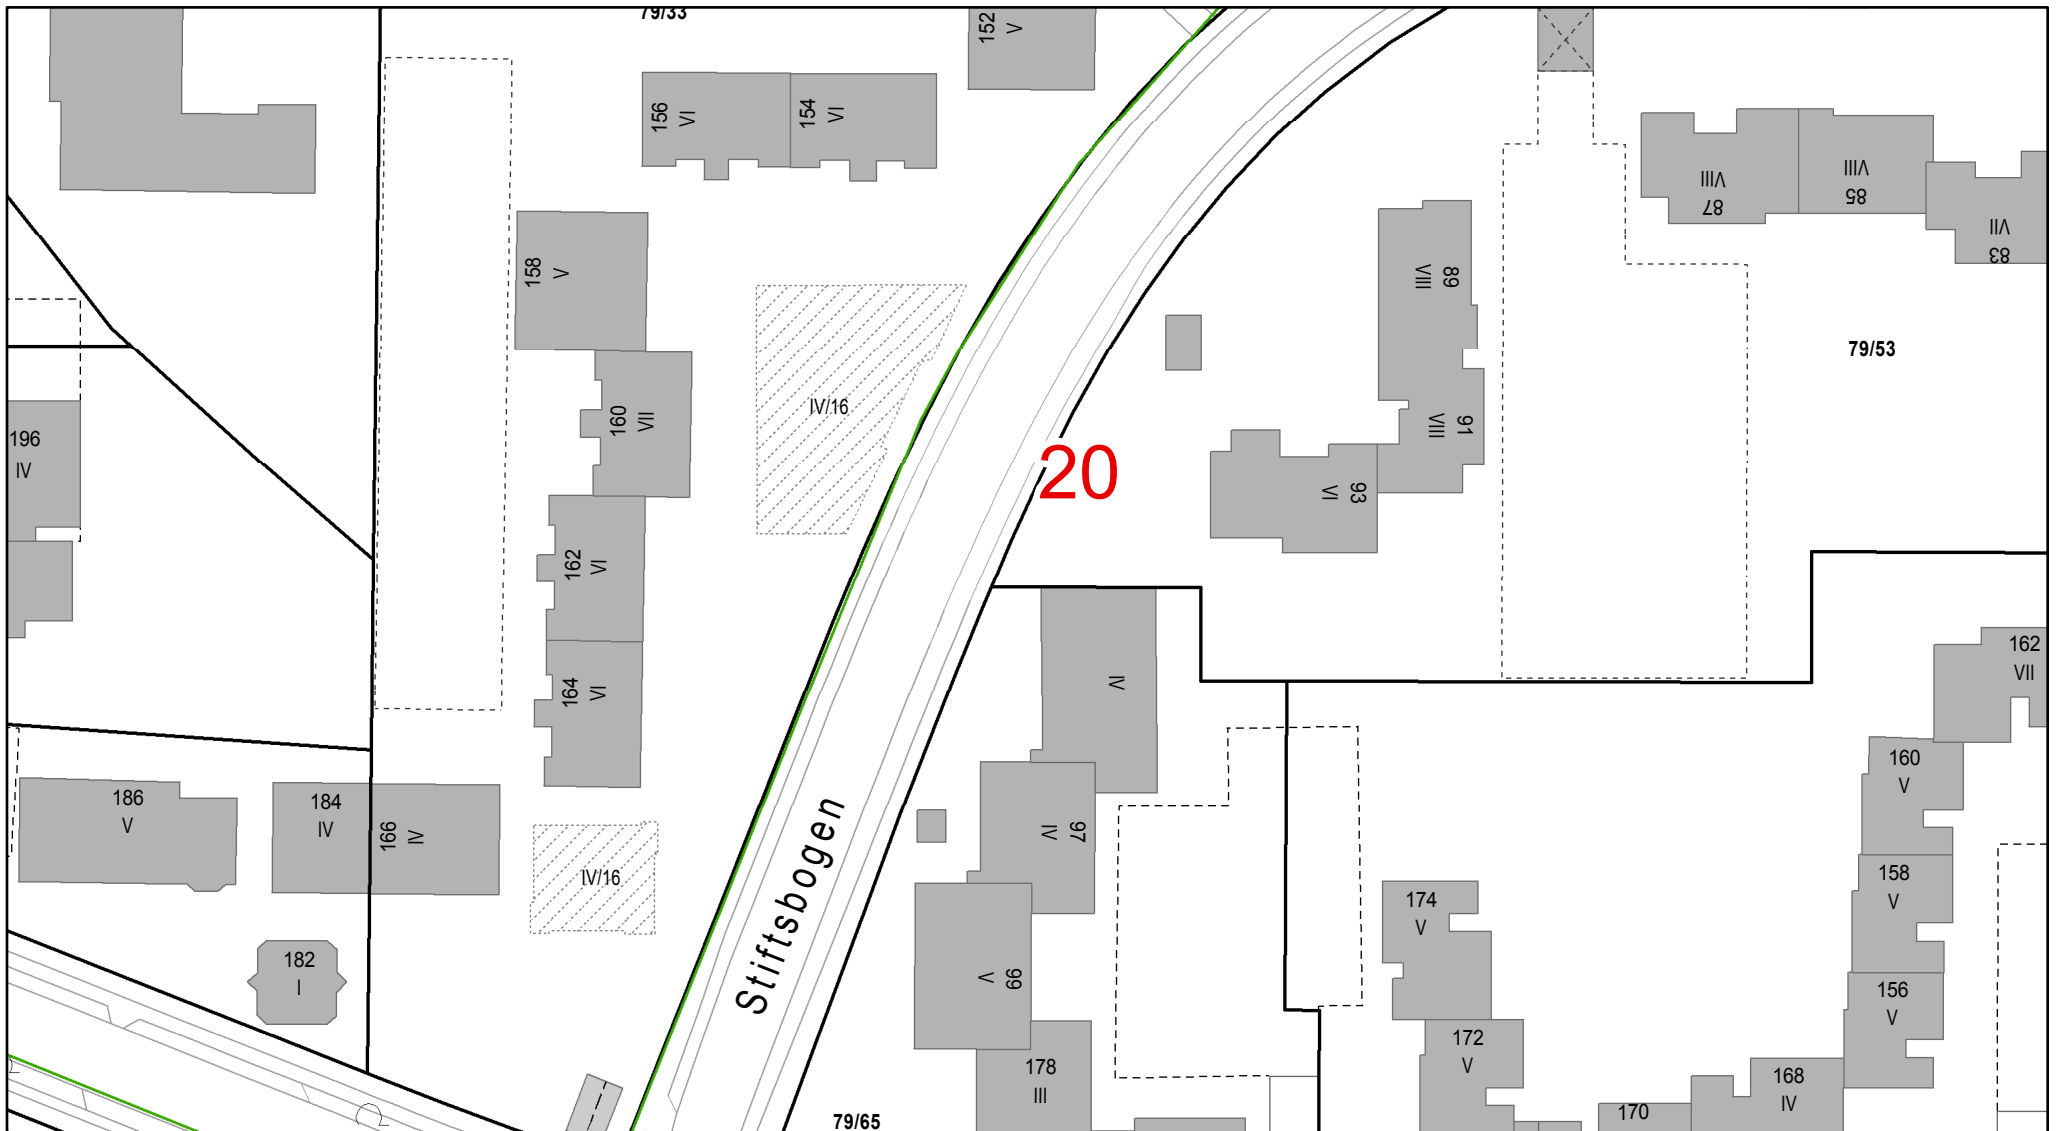 79/33
152
V
156
VI
154
VI
VIII
87
VIII
85
VII
83
158
V
89
VIII
79/53
160
VII
IV/16
91
VIII
196
IV
20
93
VI
162
VI
164
VI
IV
162
VII
160
V
186
V
184
IV
166
IV
97
IV
IV/16
158
V
174
V
Stiftsbogen
182
I
99
V
156
V
172
V
178
III
168
IV
170
79/65